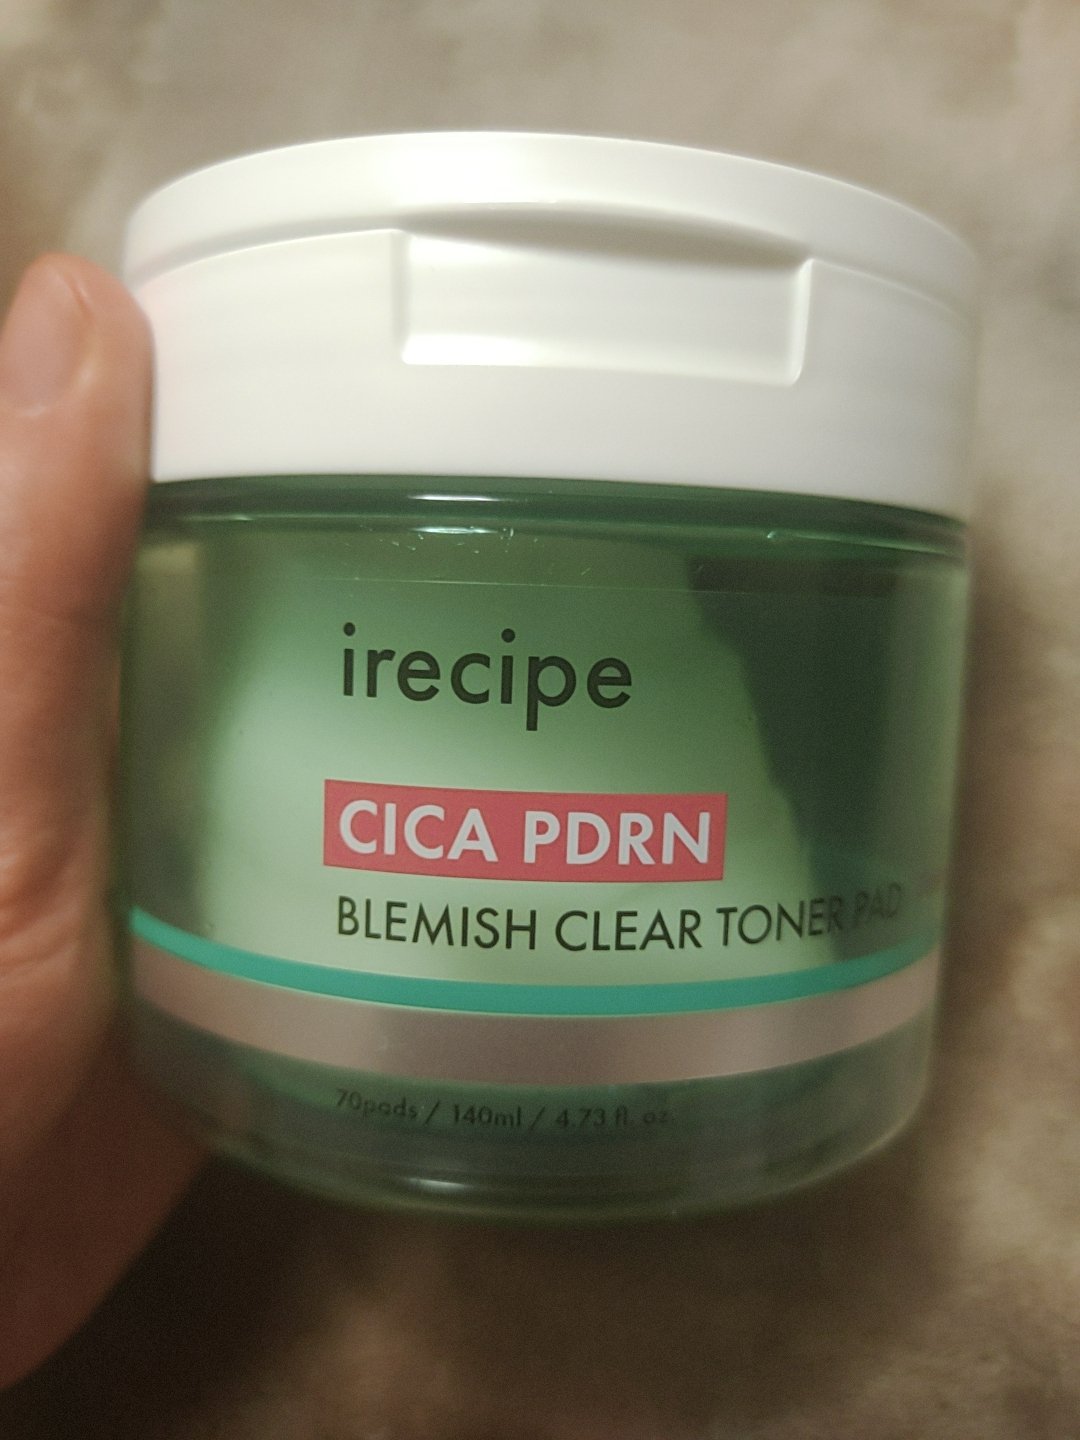 irecipe
CICA PDRN
BLEMISH CLEAR TONER PAD
70pads / 140ml / 4.73 fl. oz.